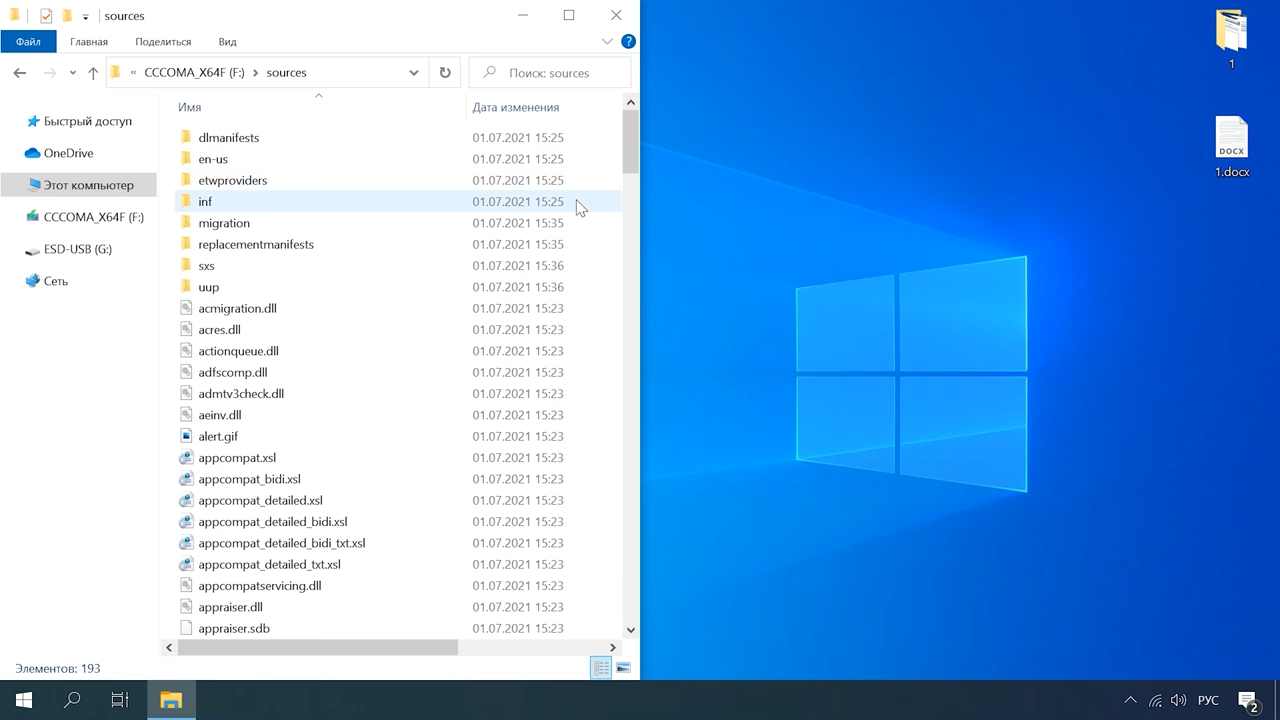 sources
Файл Главная Поделиться Вид
« CCCOMA_X64F (F:) > sources Поиск: sources
Имя Дата изменения
Быстрый доступ
OneDrive
Этот компьютер
CCCOMA_X64F (F:)
ESD-USB (G:)
Сеть
dlmanifests 01.07.2021 15:25
en-us 01.07.2021 15:25
etwproviders 01.07.2021 15:25
inf 01.07.2021 15:25
migration 01.07.2021 15:35
replacementmanifests 01.07.2021 15:35
sxs 01.07.2021 15:36
uup 01.07.2021 15:36
acmigration.dll 01.07.2021 15:23
acres.dll 01.07.2021 15:23
actionqueue.dll 01.07.2021 15:23
adfscomp.dll 01.07.2021 15:23
admtv3check.dll 01.07.2021 15:23
aeinv.dll 01.07.2021 15:23
alert.gif 01.07.2021 15:23
appcompat.xsl 01.07.2021 15:23
appcompat_bidi.xsl 01.07.2021 15:23
appcompat_detailed.xsl 01.07.2021 15:23
appcompat_detailed_bidi.xsl 01.07.2021 15:23
appcompat_detailed_bidi_txt.xsl 01.07.2021 15:23
appcompat_detailed_txt.xsl 01.07.2021 15:23
appcompatservicing.dll 01.07.2021 15:23
appraiser.dll 01.07.2021 15:23
appraiser.sdb 01.07.2021 15:23
Элементов: 193
1
DOCX
1.docx
РУС
2